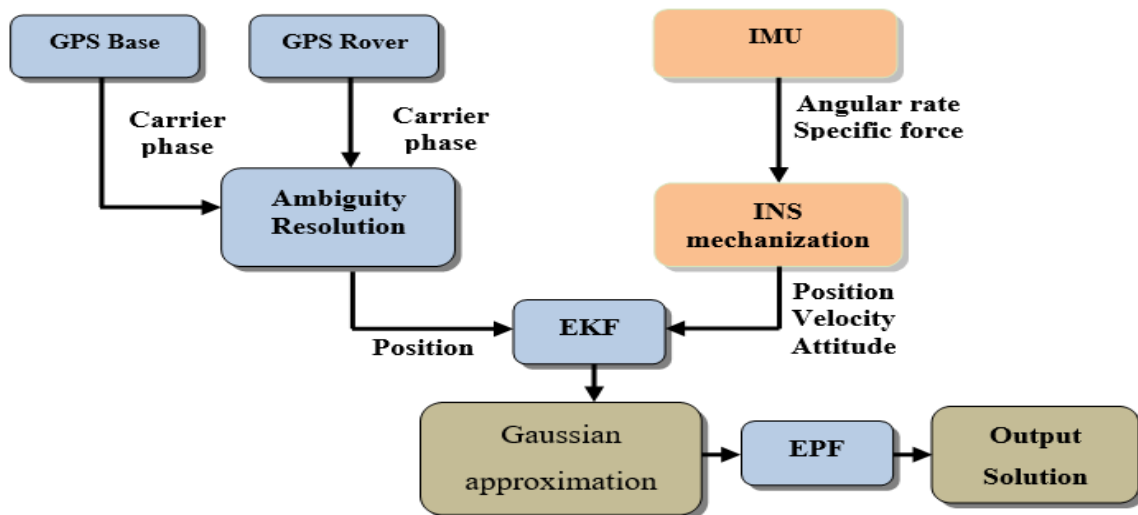 GPS Base
GPS Rover
IMU
Carrier
phase
Carrier
phase
Angular rate
Specific force
Ambiguity
Resolution
INS
mechanization
Position
Position
Velocity
Attitude
EKF
Gaussian
approximation
EPF
Output
Solution